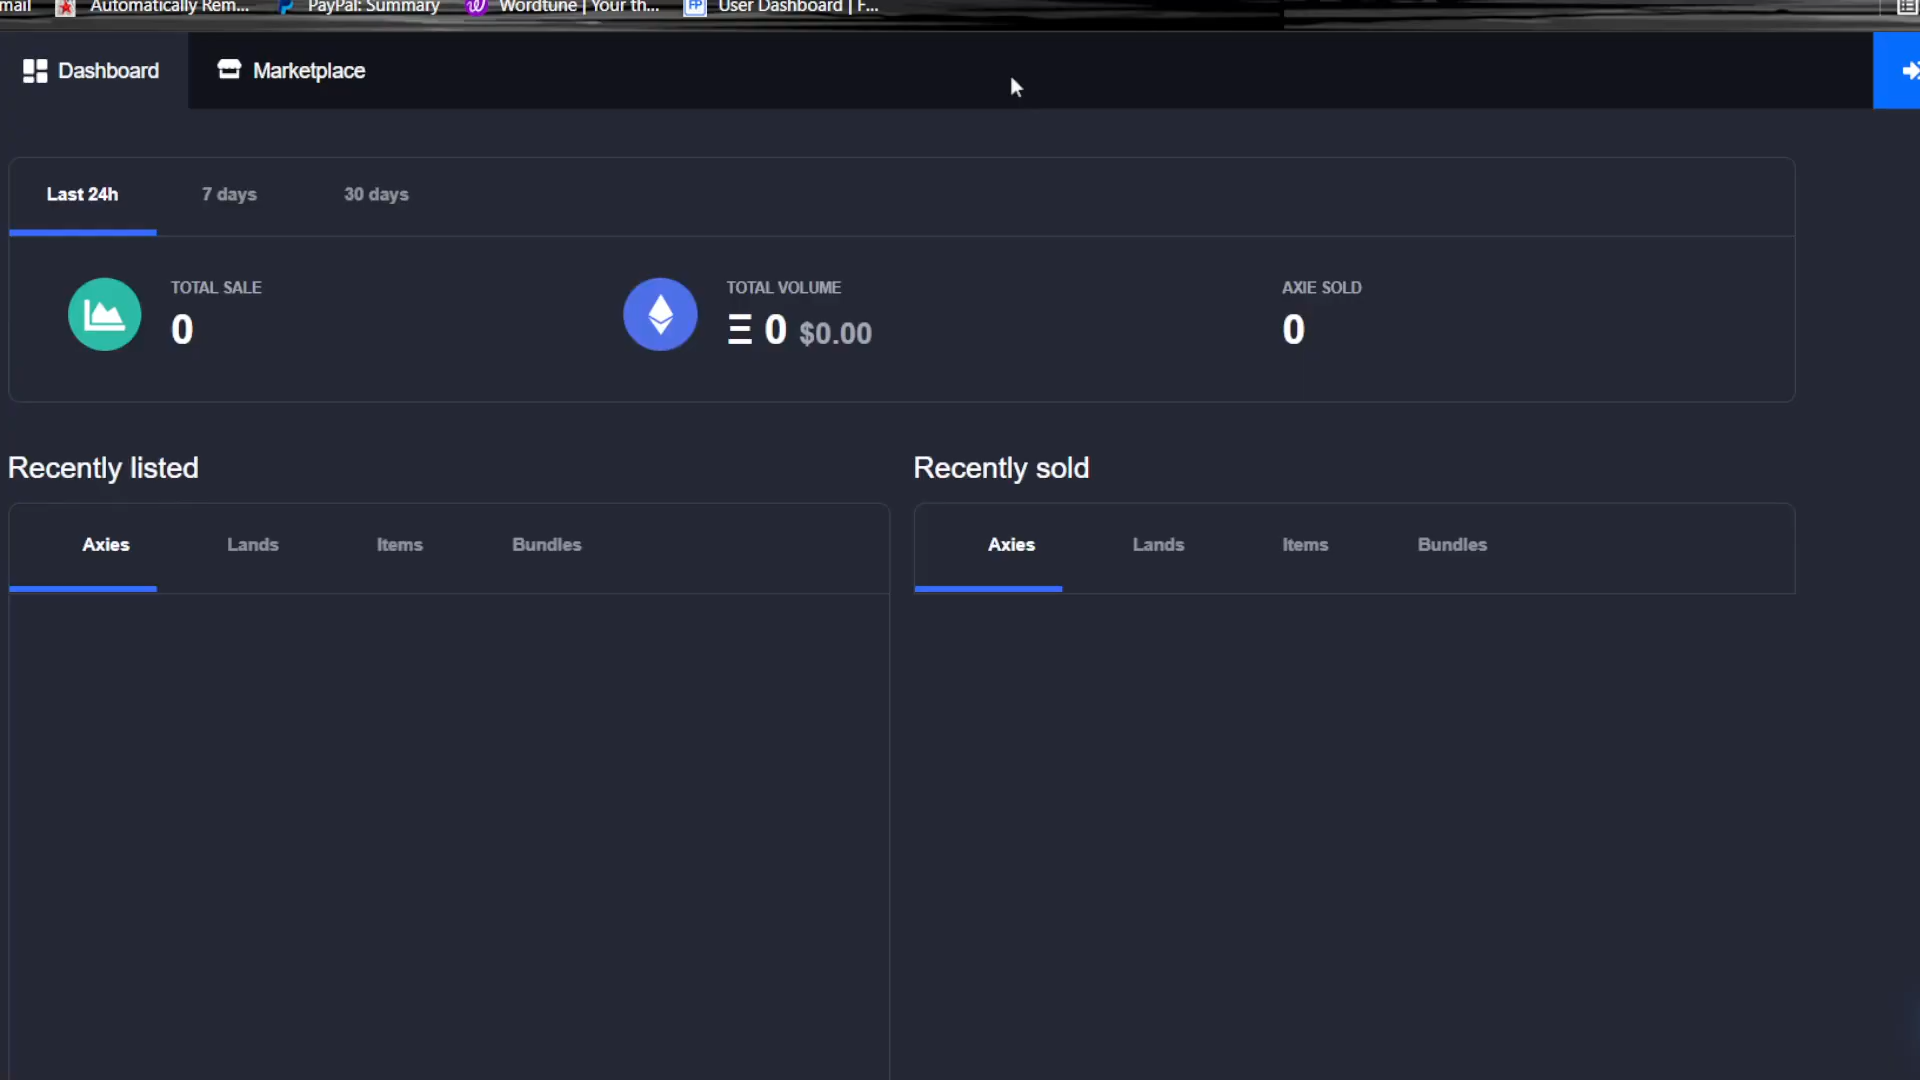 mail Automatically Rem... PayPal: Summary Wordtune | Your th... FP User Dashboard | F...
Dashboard Marketplace
Last 24h 7 days 30 days
TOTAL SALE TOTAL VOLUME AXIE SOLD
0 Ξ 0 $0.00 0
Recently listed Recently sold
Axies Lands Items Bundles Axies Lands Items Bundles